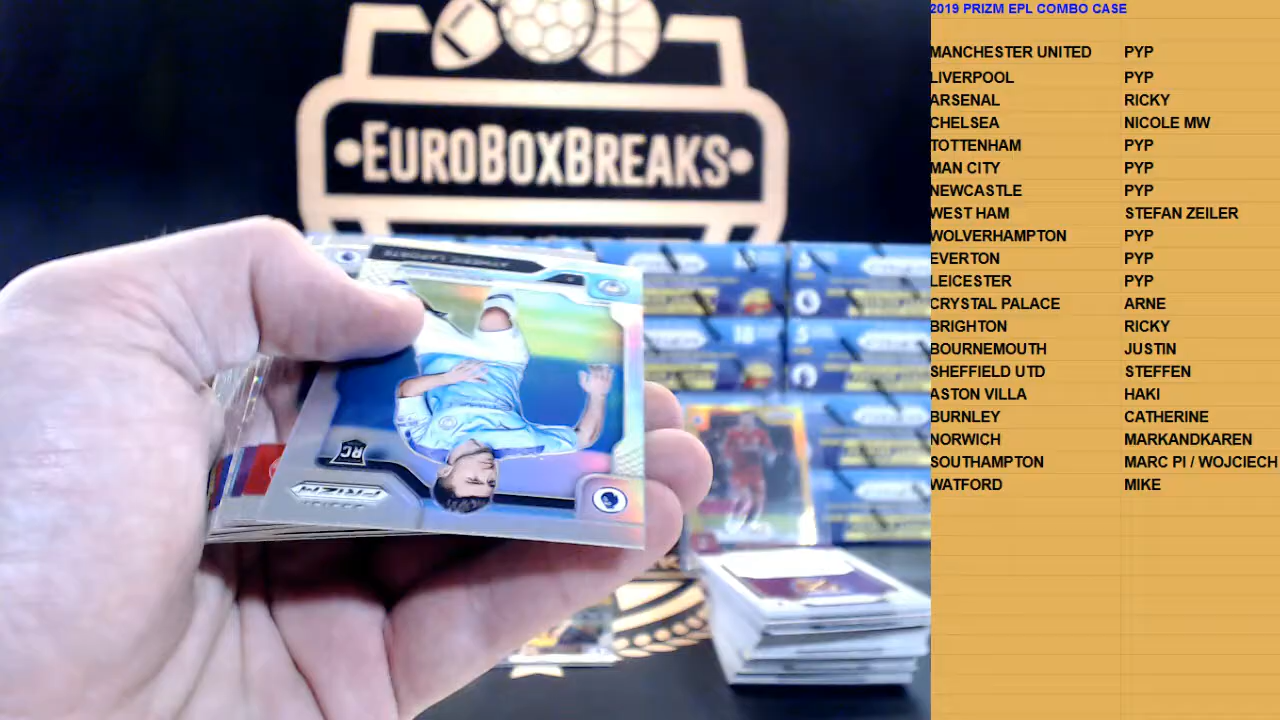 2019 PRIZM EPL COMBO CASE
MANCHESTER UNITED PYP
LIVERPOOL PYP
ARSENAL RICKY
CHELSEA NICOLE MW
TOTTENHAM PYP
MAN CITY PYP
NEWCASTLE PYP
WEST HAM STEFAN ZEILER
WOLVERHAMPTON PYP
EVERTON PYP
LEICESTER PYP
CRYSTAL PALACE ARNE
BRIGHTON RICKY
BOURNEMOUTH JUSTIN
SHEFFIELD UTD STEFFEN
ASTON VILLA HAKI
BURNLEY CATHERINE
NORWICH MARKANDKAREN
SOUTHAMPTON MARC PI / WOJCIECH
WATFORD MIKE
•EUROBOXBREAKS•
AYMERIC LAPORTE
RC
PRIZM